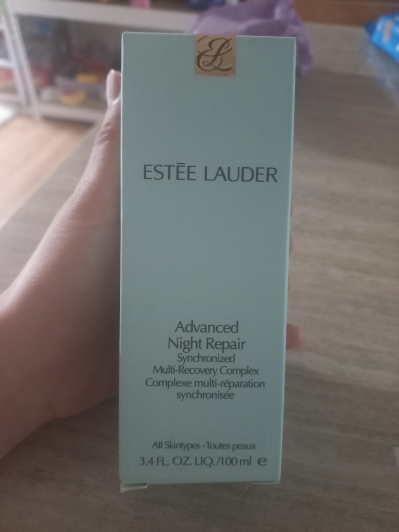 EL
ESTĒE LAUDER
Advanced
Night Repair
Synchronized
Multi-Recovery Complex
Complexe multi-réparation
synchronisée
All Skintypes • Toutes peaux
3.4 FL. OZ. LIQ./100 ml ℮